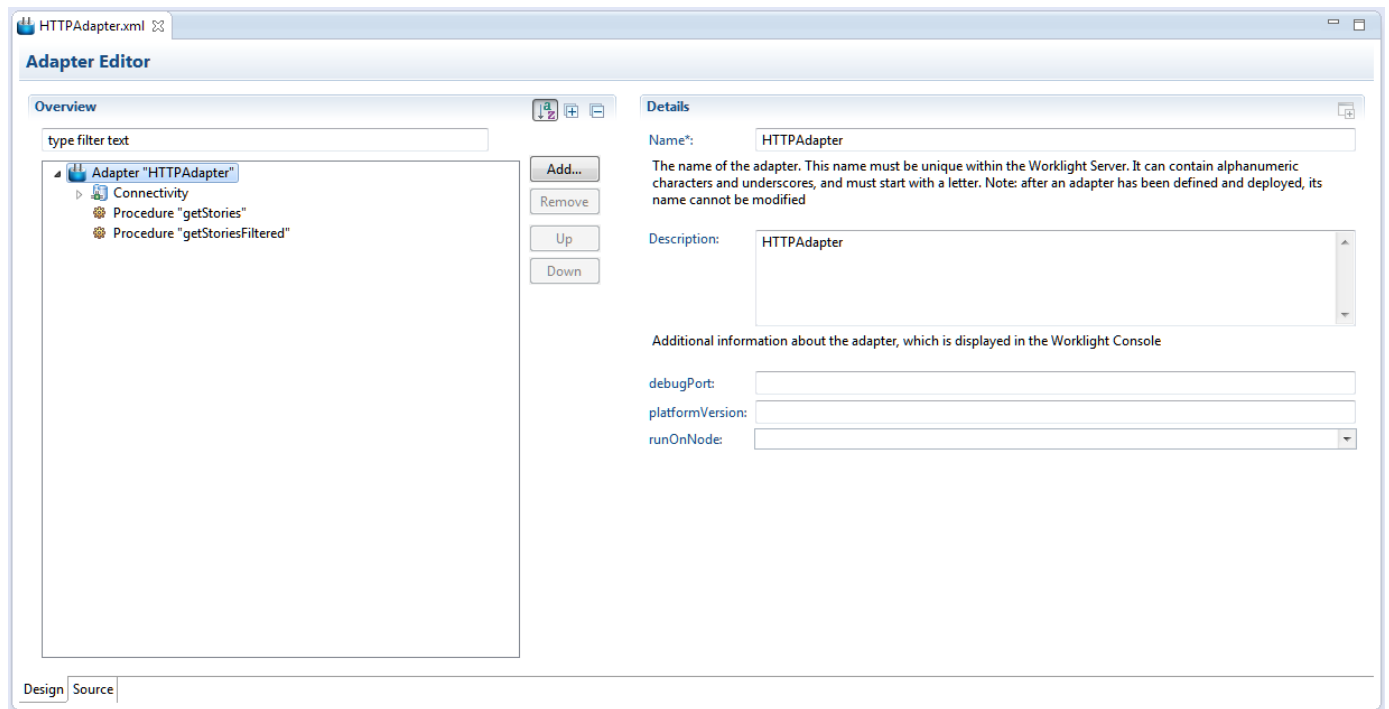 HTTPAdapter.xml
Adapter Editor
Overview
type filter text
Adapter "HTTPAdapter"
Connectivity
Procedure "getStories"
Procedure "getStoriesFiltered"
Add...
Remove
Up
Down
Details
Name*: HTTPAdapter
The name of the adapter. This name must be unique within the Worklight Server. It can contain alphanumeric
characters and underscores, and must start with a letter. Note: after an adapter has been defined and deployed, its
name cannot be modified
Description: HTTPAdapter
Additional information about the adapter, which is displayed in the Worklight Console
debugPort:
platformVersion:
runOnNode:
Design Source